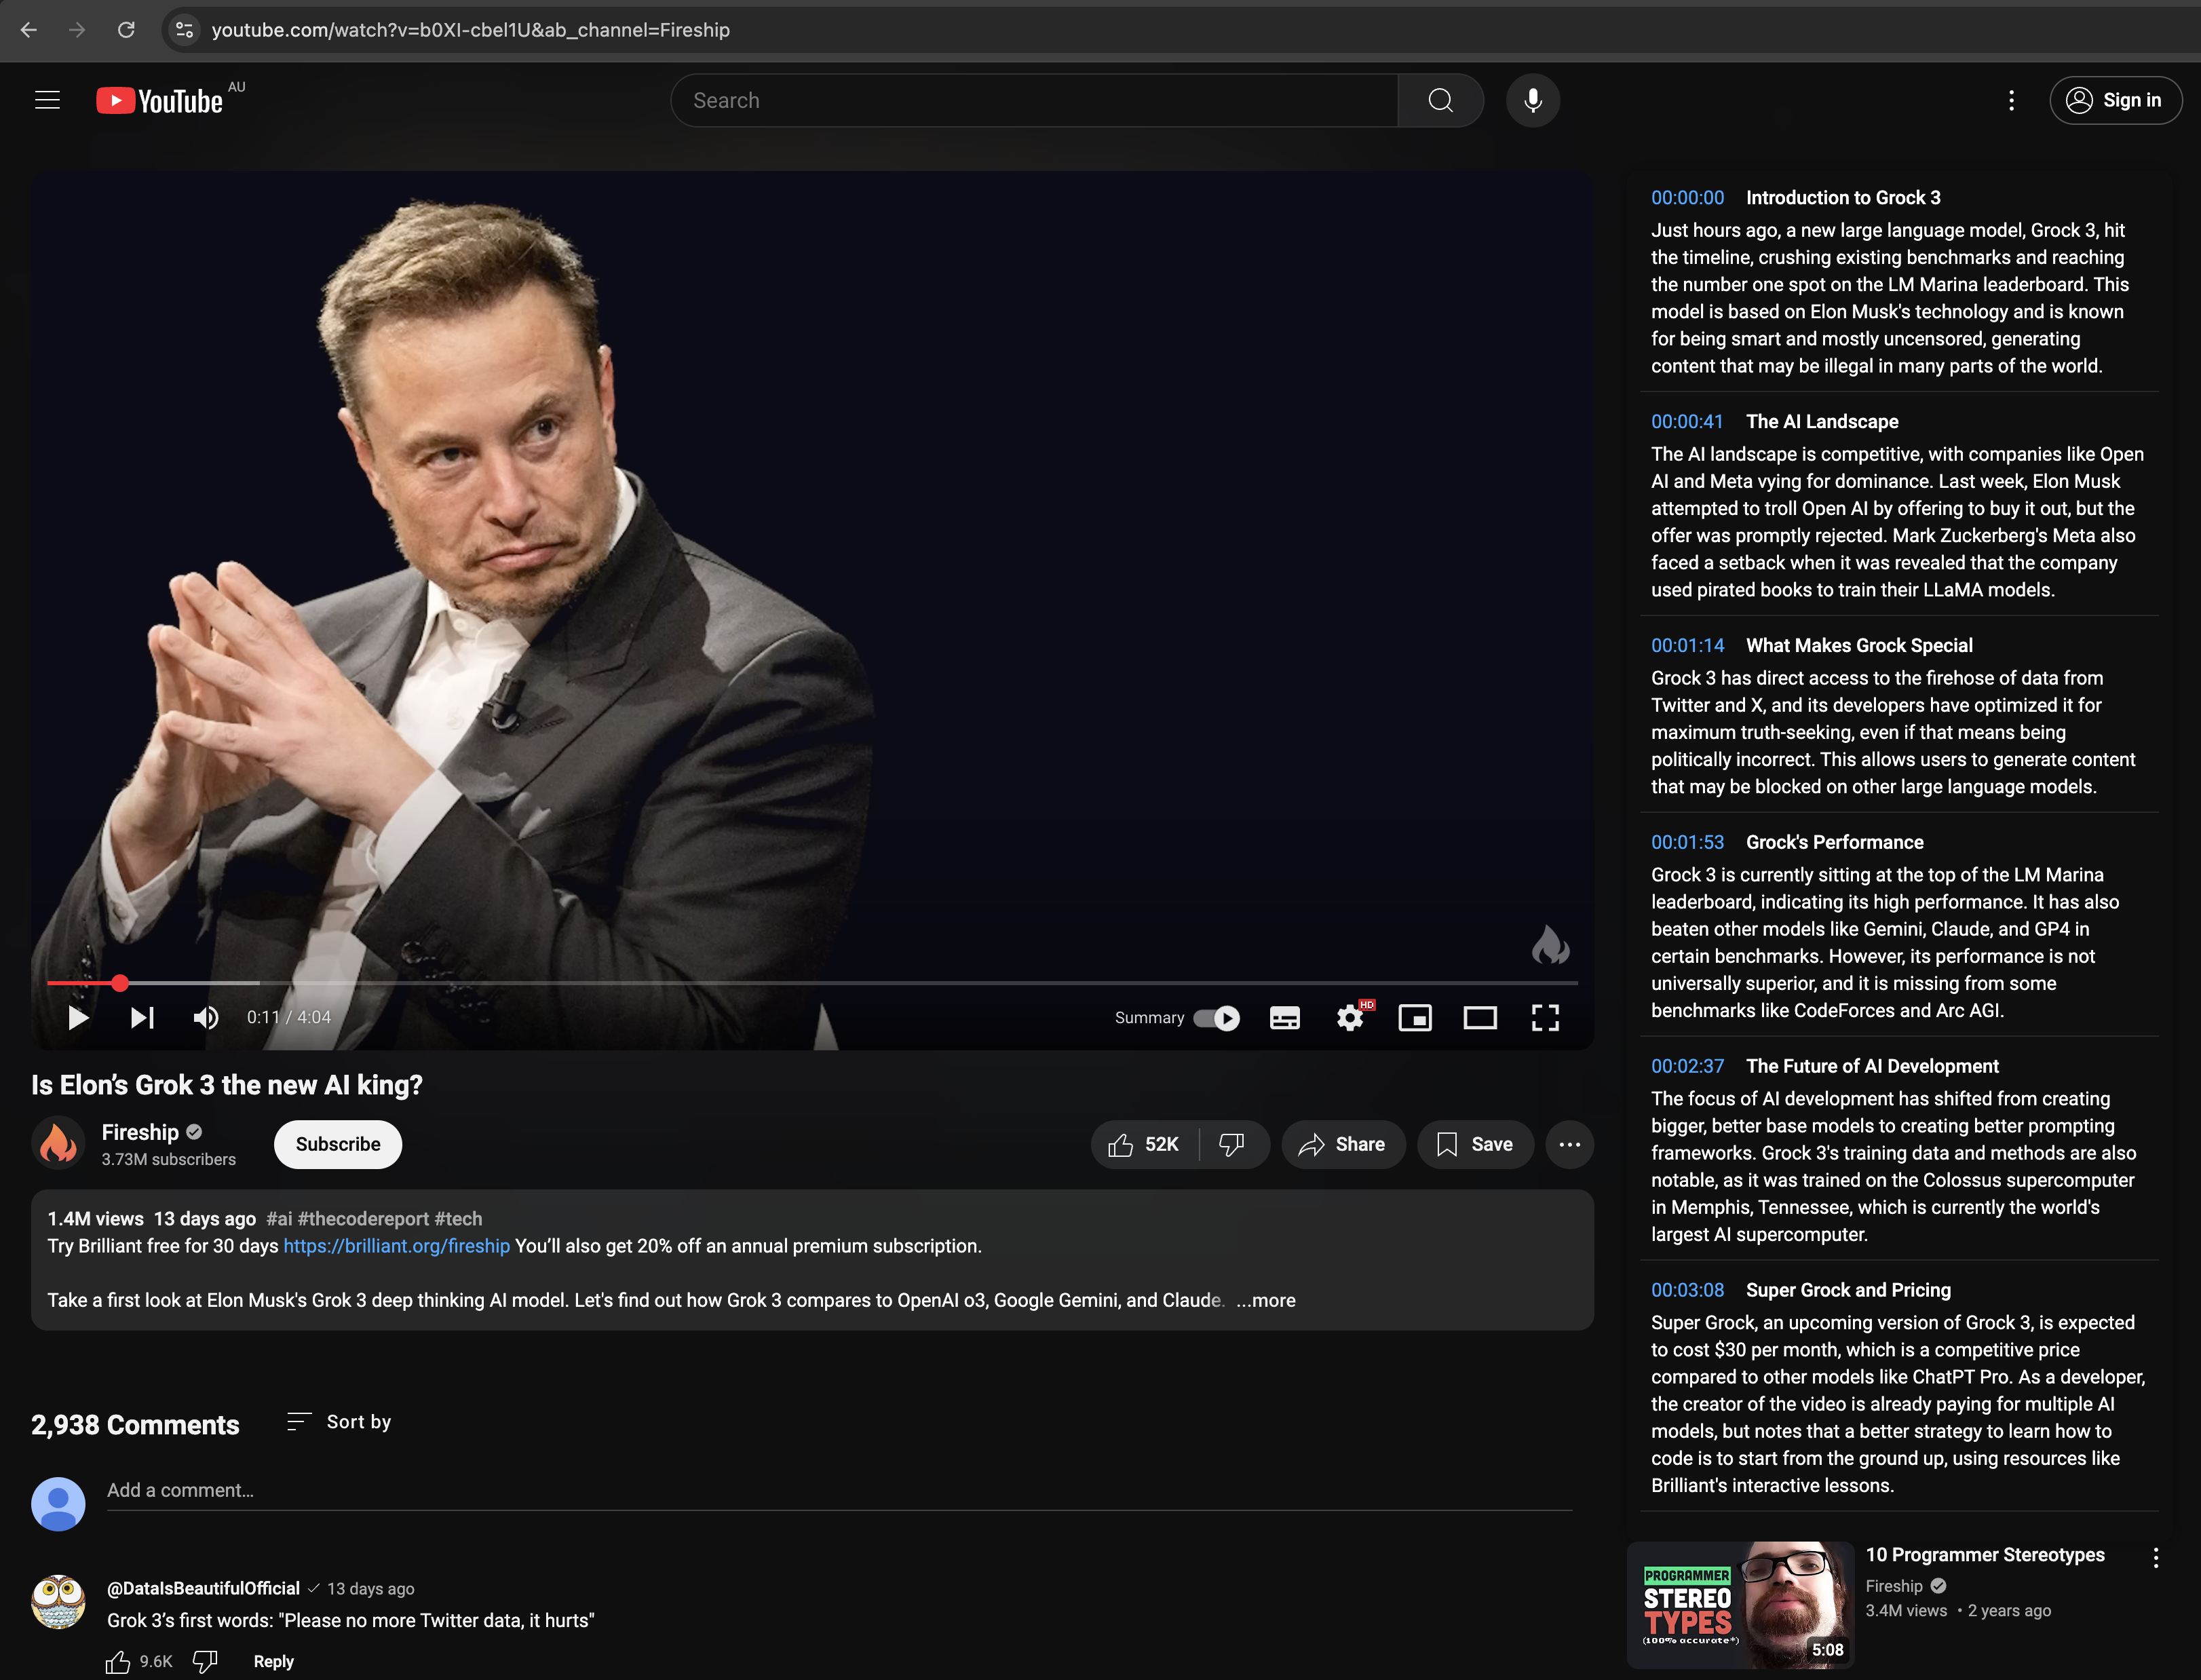 youtube.com/watch?v=b0XI-cbel1U&ab_channel=Fireship
YouTube AU
Search
Sign in
0:11 / 4:04
Summary
HD
Is Elon’s Grok 3 the new AI king?
Fireship
3.73M subscribers
Subscribe
52K
Share
Save
1.4M views 13 days ago #ai #thecodereport #tech
Try Brilliant free for 30 days https://brilliant.org/fireship You’ll also get 20% off an annual premium subscription.
Take a first look at Elon Musk's Grok 3 deep thinking AI model. Let's find out how Grok 3 compares to OpenAI o3, Google Gemini, and Claude. ...more
2,938 Comments
Sort by
Add a comment...
@DataIsBeautifulOfficial 13 days ago
Grok 3’s first words: "Please no more Twitter data, it hurts"
9.6K
Reply
00:00:00 Introduction to Grock 3
Just hours ago, a new large language model, Grock 3, hit
the timeline, crushing existing benchmarks and reaching
the number one spot on the LM Marina leaderboard. This
model is based on Elon Musk's technology and is known
for being smart and mostly uncensored, generating
content that may be illegal in many parts of the world.
00:00:41 The AI Landscape
The AI landscape is competitive, with companies like Open
AI and Meta vying for dominance. Last week, Elon Musk
attempted to troll Open AI by offering to buy it out, but the
offer was promptly rejected. Mark Zuckerberg's Meta also
faced a setback when it was revealed that the company
used pirated books to train their LLaMA models.
00:01:14 What Makes Grock Special
Grock 3 has direct access to the firehose of data from
Twitter and X, and its developers have optimized it for
maximum truth-seeking, even if that means being
politically incorrect. This allows users to generate content
that may be blocked on other large language models.
00:01:53 Grock's Performance
Grock 3 is currently sitting at the top of the LM Marina
leaderboard, indicating its high performance. It has also
beaten other models like Gemini, Claude, and GP4 in
certain benchmarks. However, its performance is not
universally superior, and it is missing from some
benchmarks like CodeForces and Arc AGI.
00:02:37 The Future of AI Development
The focus of AI development has shifted from creating
bigger, better base models to creating better prompting
frameworks. Grock 3's training data and methods are also
notable, as it was trained on the Colossus supercomputer
in Memphis, Tennessee, which is currently the world's
largest AI supercomputer.
00:03:08 Super Grock and Pricing
Super Grock, an upcoming version of Grock 3, is expected
to cost $30 per month, which is a competitive price
compared to other models like ChatPT Pro. As a developer,
the creator of the video is already paying for multiple AI
models, but notes that a better strategy to learn how to
code is to start from the ground up, using resources like
Brilliant's interactive lessons.
PROGRAMMER
STEREO
TYPES
(100% accurate*)
5:08
10 Programmer Stereotypes
Fireship
3.4M views • 2 years ago